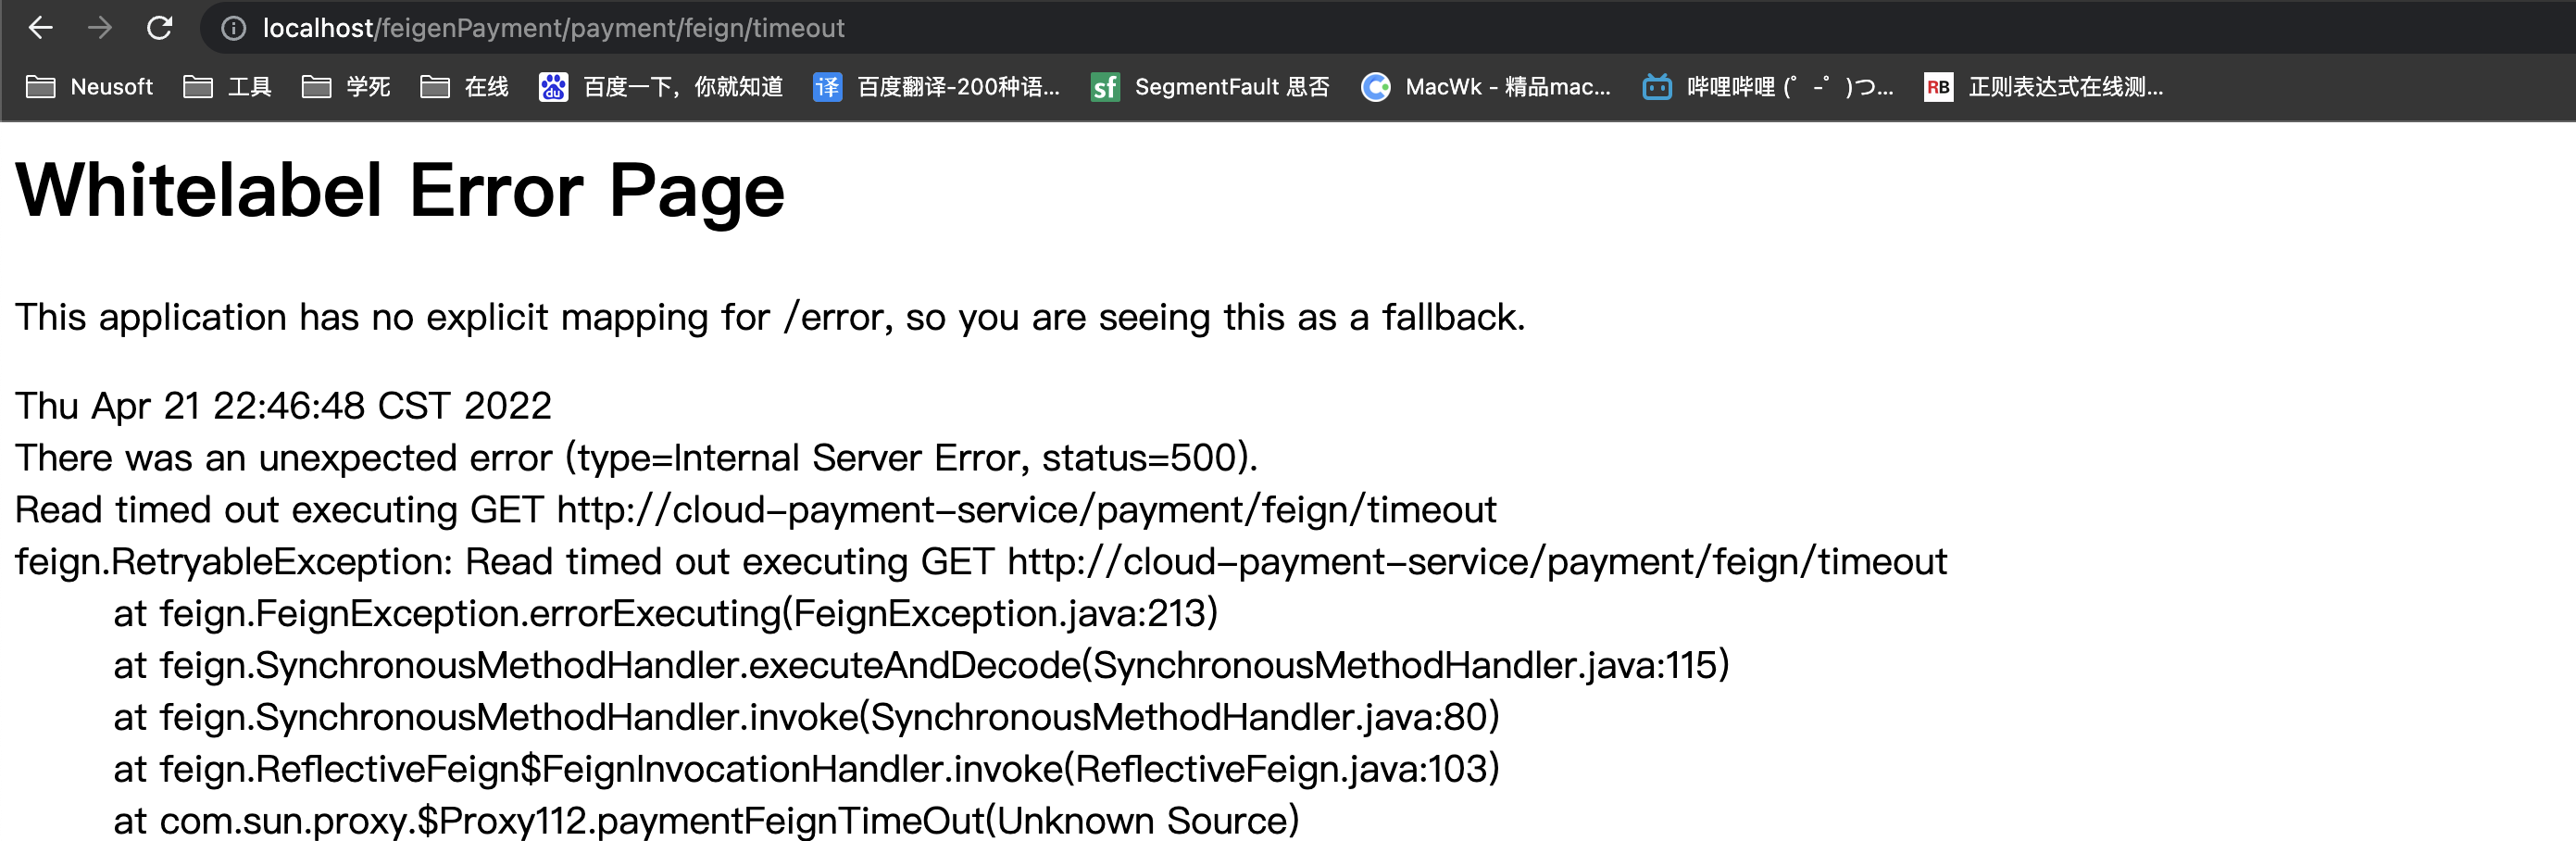 localhost/feigenPayment/payment/feign/timeout
Neusoft 工具 学死 在线 百度一下，你就知道 百度翻译-200种语... SegmentFault 思否 MacWk - 精品mac... 哔哩哔哩 (゜-゜)つ... 正则表达式在线测...
Whitelabel Error Page
This application has no explicit mapping for /error, so you are seeing this as a fallback.
Thu Apr 21 22:46:48 CST 2022
There was an unexpected error (type=Internal Server Error, status=500).
Read timed out executing GET http://cloud-payment-service/payment/feign/timeout
feign.RetryableException: Read timed out executing GET http://cloud-payment-service/payment/feign/timeout
at feign.FeignException.errorExecuting(FeignException.java:213)
at feign.SynchronousMethodHandler.executeAndDecode(SynchronousMethodHandler.java:115)
at feign.SynchronousMethodHandler.invoke(SynchronousMethodHandler.java:80)
at feign.ReflectiveFeign$FeignInvocationHandler.invoke(ReflectiveFeign.java:103)
at com.sun.proxy.$Proxy112.paymentFeignTimeOut(Unknown Source)